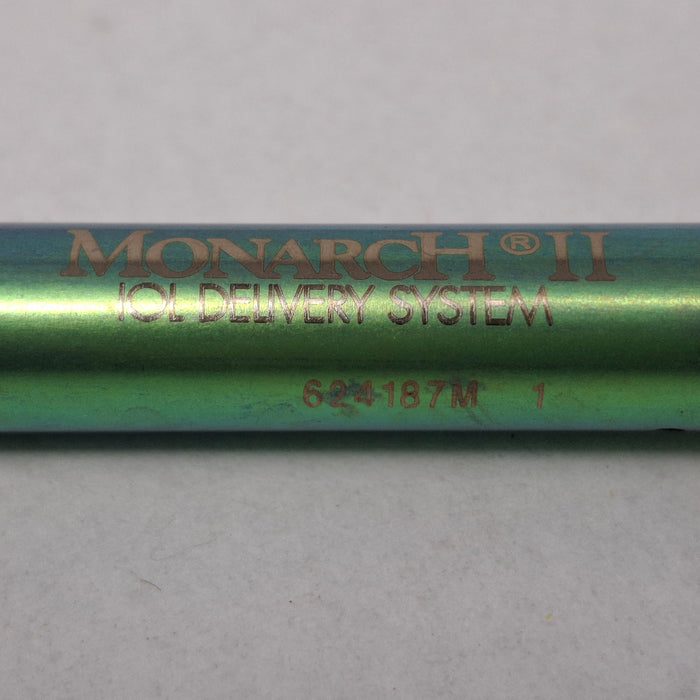 MONARCH® II
IOL DELIVERY SYSTEM
624187M 1